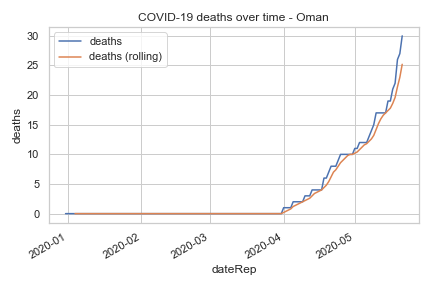 COVID-19 deaths over time - Oman
deaths
deaths (rolling)
deaths
30
25
20
15
10
5
0
2020-01
2020-02
2020-03
2020-04
2020-05
dateRep